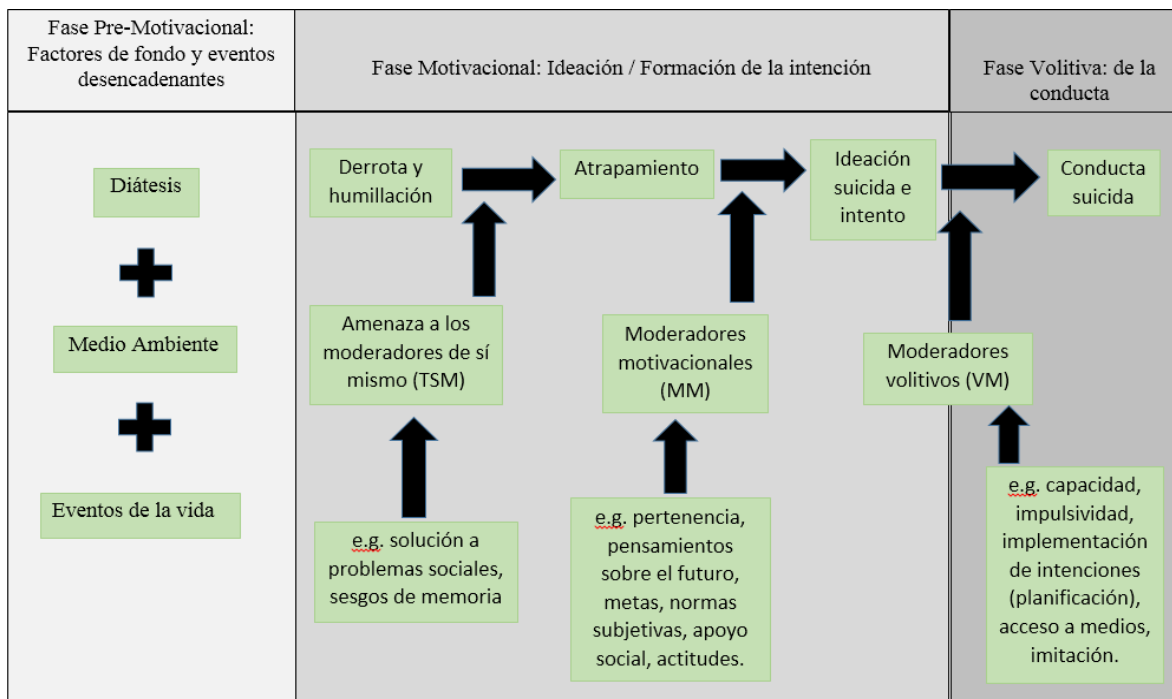 Fase Pre-Motivacional:
Factores de fondo y eventos
desencadenantes
Fase Motivacional: Ideación / Formación de la intención
Fase Volitiva: de la
conducta
Diátesis
Medio Ambiente
Eventos de la vida
Derrota y
humillación
Atrapamiento
Ideación
suicida e
intento
Conducta
suicida
Amenaza a los
moderadores de sí
mismo (TSM)
Moderadores
motivacionales
(MM)
Moderadores
volitivos (VM)
e.g. solución a
problemas sociales,
sesgos de memoria
e.g. pertenencia,
pensamientos
sobre el futuro,
metas, normas
subjetivas, apoyo
social, actitudes.
e.g. capacidad,
impulsividad,
implementación
de intenciones
(planificación),
acceso a medios,
imitación.